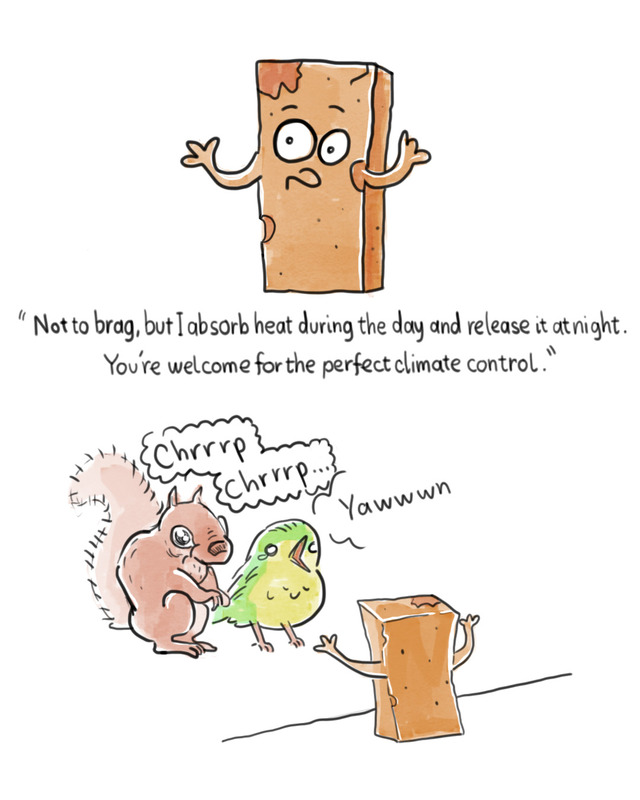 “Not to brag, but I absorb heat during the day and release it at night.
You're welcome for the perfect climate control.”
Chrrrp
Chrrrp...
Yawwwn